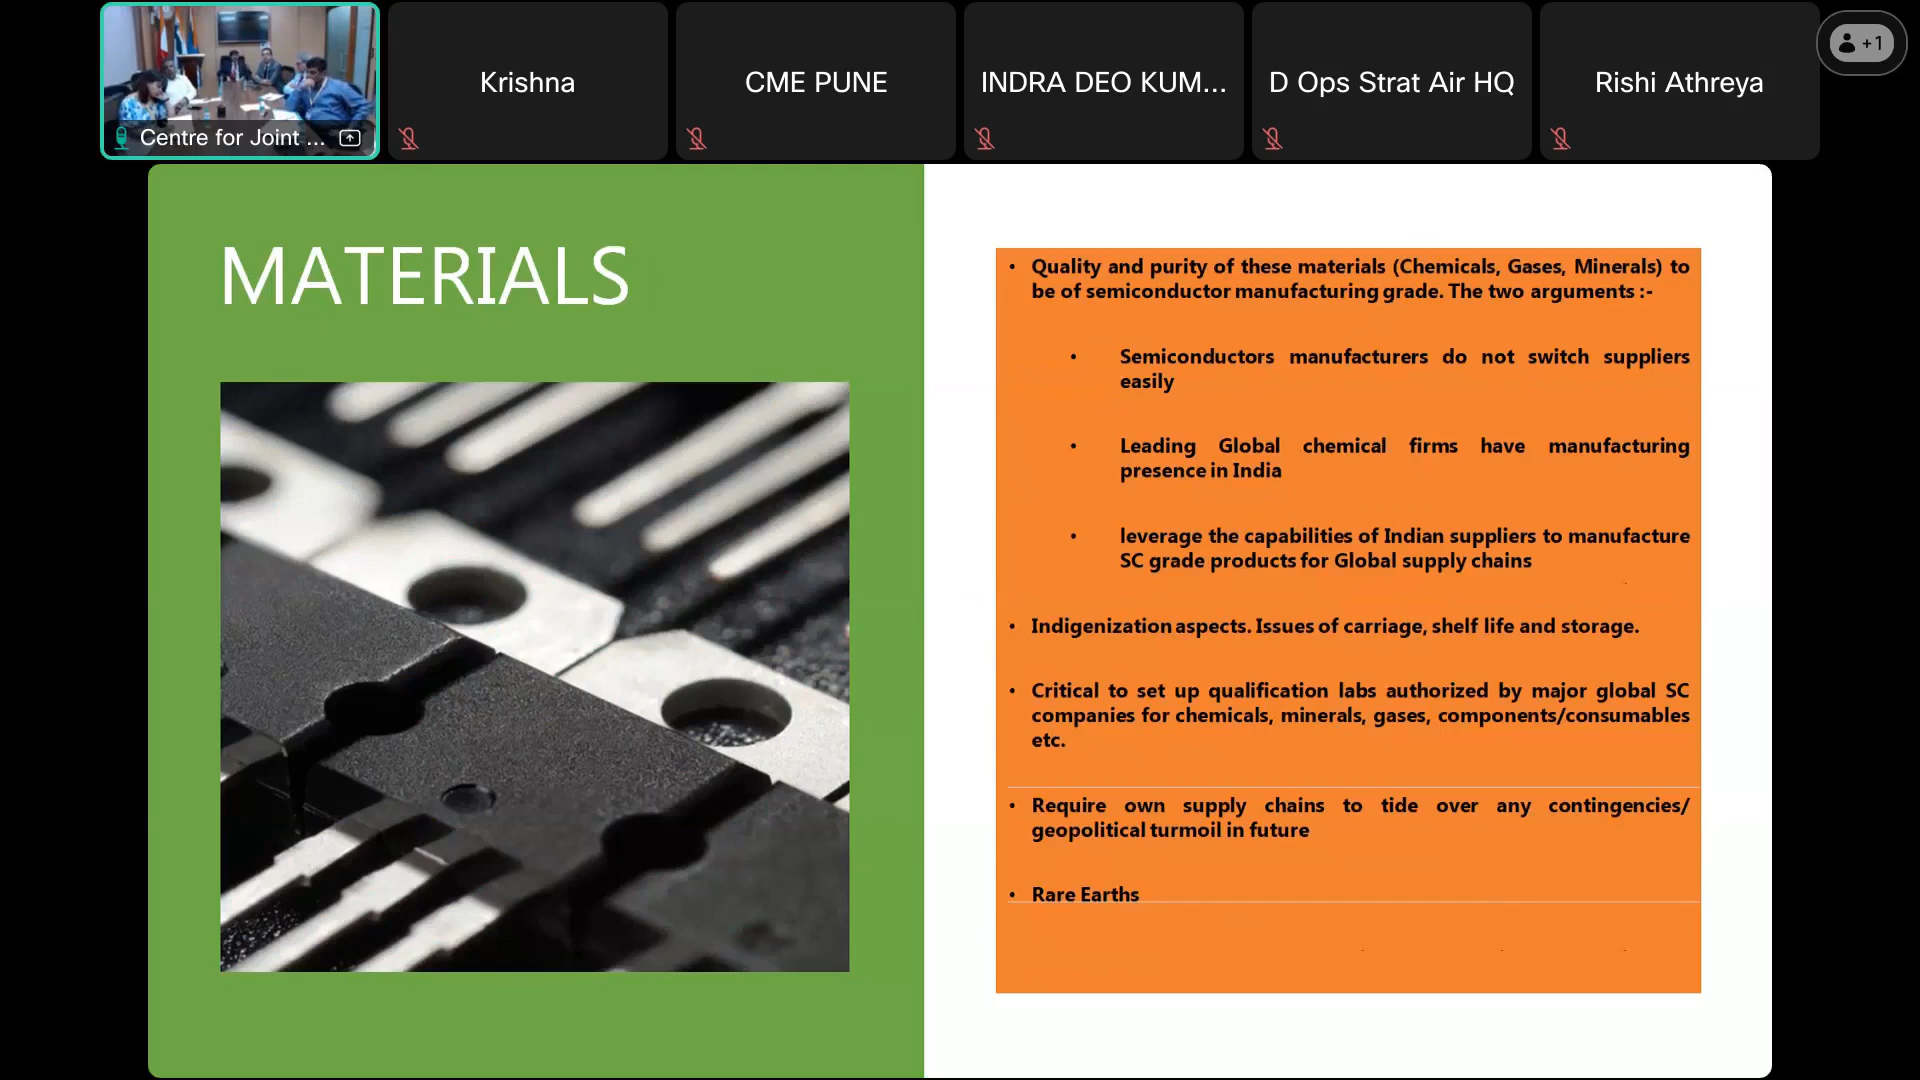 Krishna
CME PUNE
INDRA DEO KUM...
D Ops Strat Air HQ
Rishi Athreya
+1
Centre for Joint ...
MATERIALS
• Quality and purity of these materials (Chemicals, Gases, Minerals) to
be of semiconductor manufacturing grade. The two arguments :-
• Semiconductors manufacturers do not switch suppliers
easily
• Leading Global chemical firms have manufacturing
presence in India
• leverage the capabilities of Indian suppliers to manufacture
SC grade products for Global supply chains
• Indigenization aspects. Issues of carriage, shelf life and storage.
• Critical to set up qualification labs authorized by major global SC
companies for chemicals, minerals, gases, components/consumables
etc.
• Require own supply chains to tide over any contingencies/
geopolitical turmoil in future
• Rare Earths